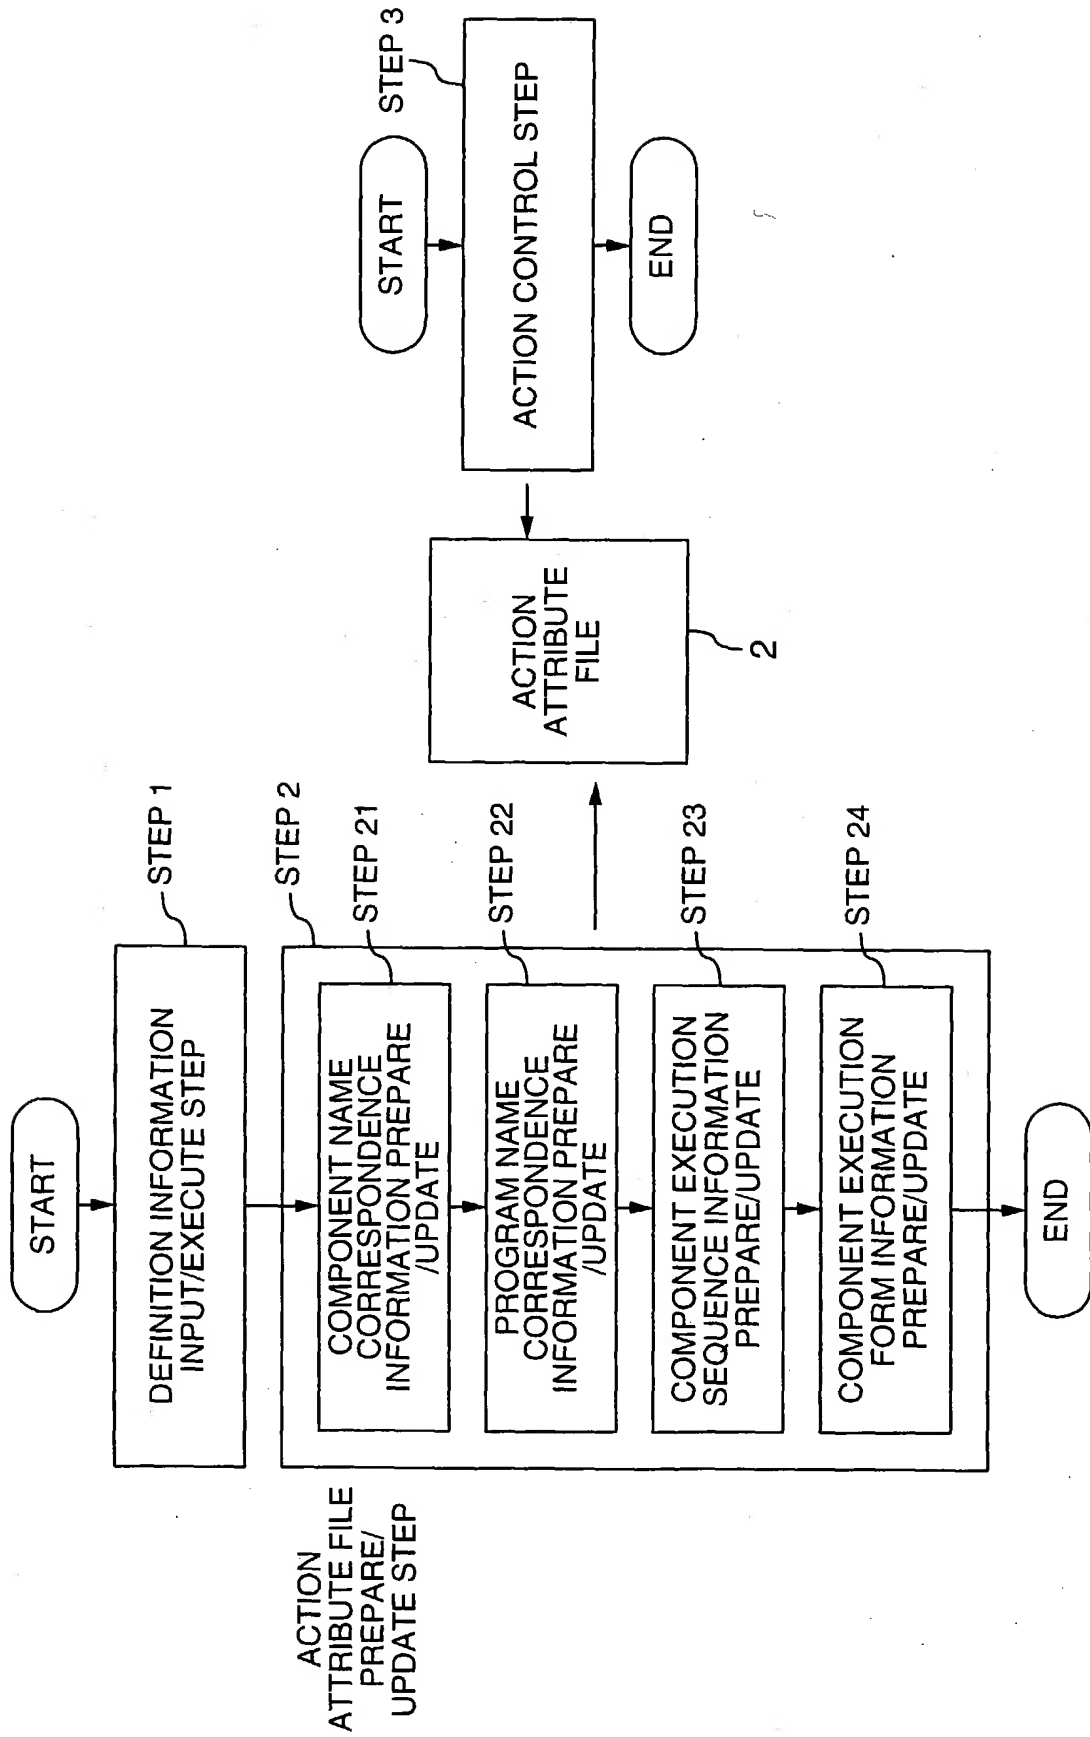 START
DEFINITION INFORMATION
INPUT/EXECUTE STEP
STEP 1
ACTION
ATTRIBUTE FILE
PREPARE/
UPDATE STEP
STEP 2
COMPONENT NAME
CORRESPONDENCE
INFORMATION PREPARE
/UPDATE
STEP 21
PROGRAM NAME
CORRESPONDENCE
INFORMATION PREPARE
/UPDATE
STEP 22
COMPONENT EXECUTION
SEQUENCE INFORMATION
PREPARE/UPDATE
STEP 23
COMPONENT EXECUTION
FORM INFORMATION
PREPARE/UPDATE
STEP 24
END
ACTION
ATTRIBUTE
FILE
2
START
STEP 3
ACTION CONTROL STEP
END